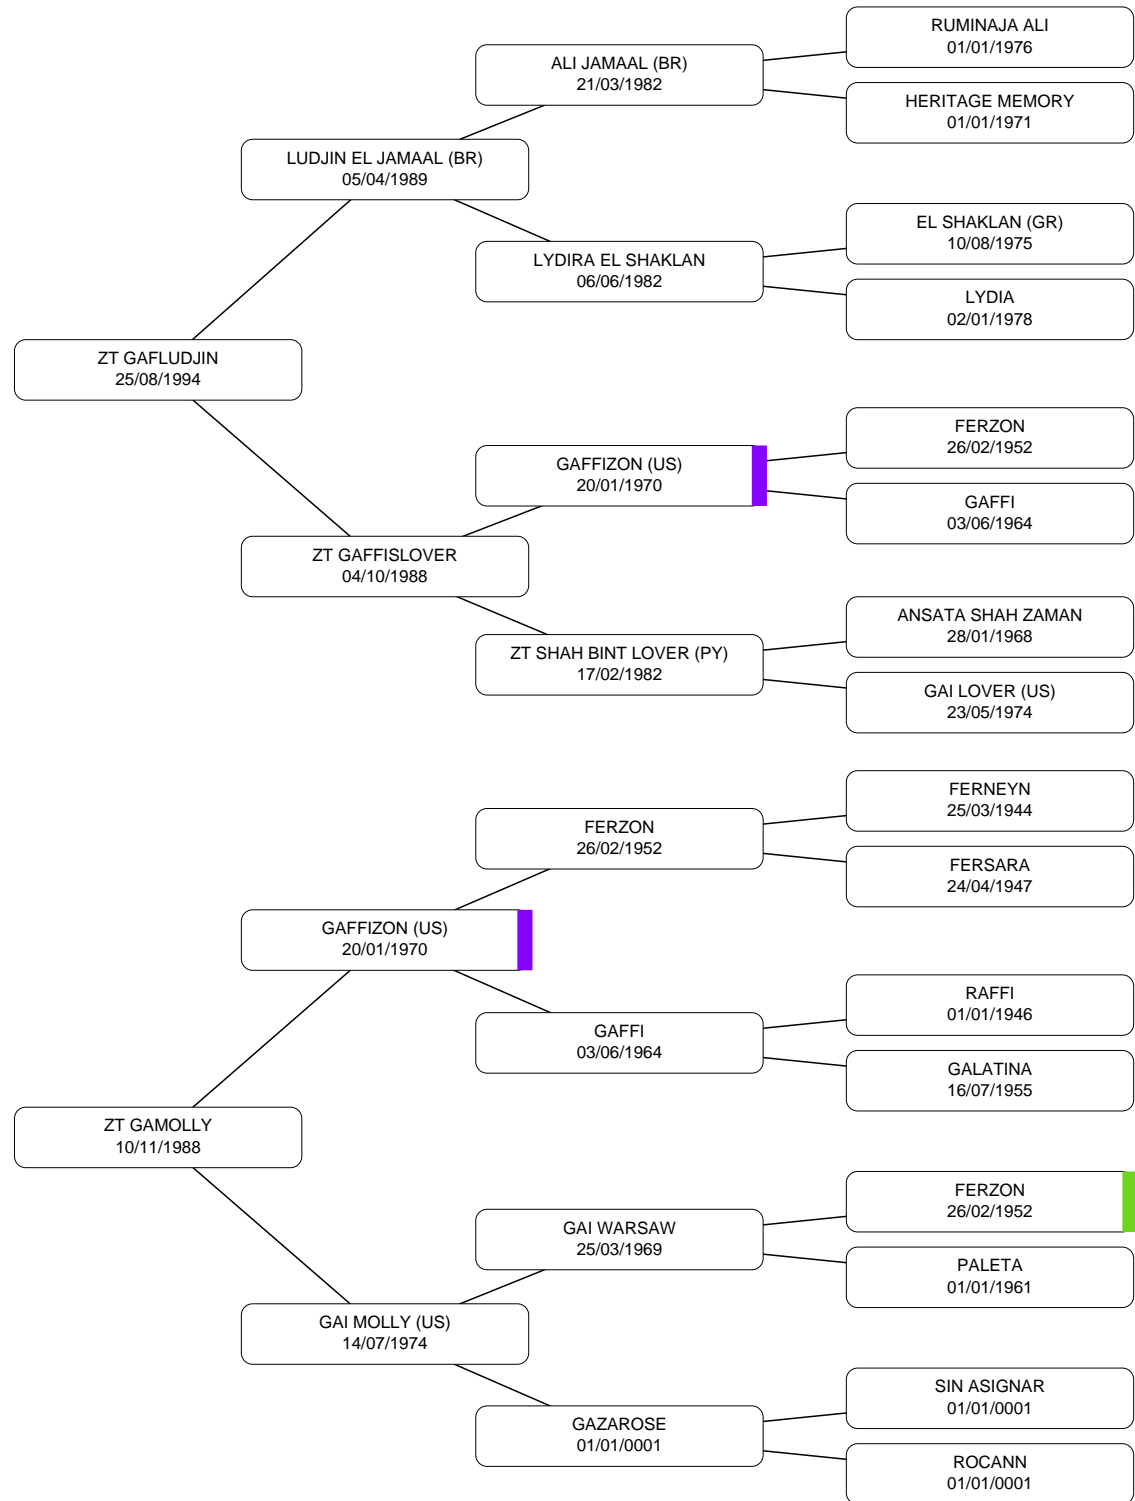 RUMINAJA ALI
01/01/1976
ALI JAMAAL (BR)
21/03/1982
HERITAGE MEMORY
01/01/1971
LUDJIN EL JAMAAL (BR)
05/04/1989
EL SHAKLAN (GR)
10/08/1975
LYDIRA EL SHAKLAN
06/06/1982
LYDIA
02/01/1978
ZT GAFLUDJIN
25/08/1994
FERZON
26/02/1952
GAFFIZON (US)
20/01/1970
GAFFI
03/06/1964
ZT GAFFISLOVER
04/10/1988
ANSATA SHAH ZAMAN
28/01/1968
ZT SHAH BINT LOVER (PY)
17/02/1982
GAI LOVER (US)
23/05/1974
FERNEYN
25/03/1944
FERZON
26/02/1952
FERSARA
24/04/1947
GAFFIZON (US)
20/01/1970
RAFFI
01/01/1946
GAFFI
03/06/1964
GALATINA
16/07/1955
ZT GAMOLLY
10/11/1988
FERZON
26/02/1952
GAI WARSAW
25/03/1969
PALETA
01/01/1961
GAI MOLLY (US)
14/07/1974
SIN ASIGNAR
01/01/0001
GAZAROSE
01/01/0001
ROCANN
01/01/0001